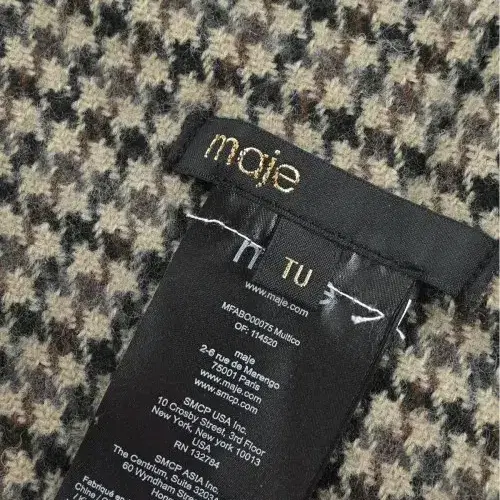 maje
TU
www.maje.com
MFABO00075 Multico
OF: 114520
maje
2-6 rue de Marengo
75001 Paris
www.maje.com
www.smcp.com
SMCP USA Inc.
10 Crosby Street, 3rd Floor
New York, New York 10013
USA
RN 132784
SMCP ASIA
The Centrium, Suite
60 Wyndham
Fabriqué en